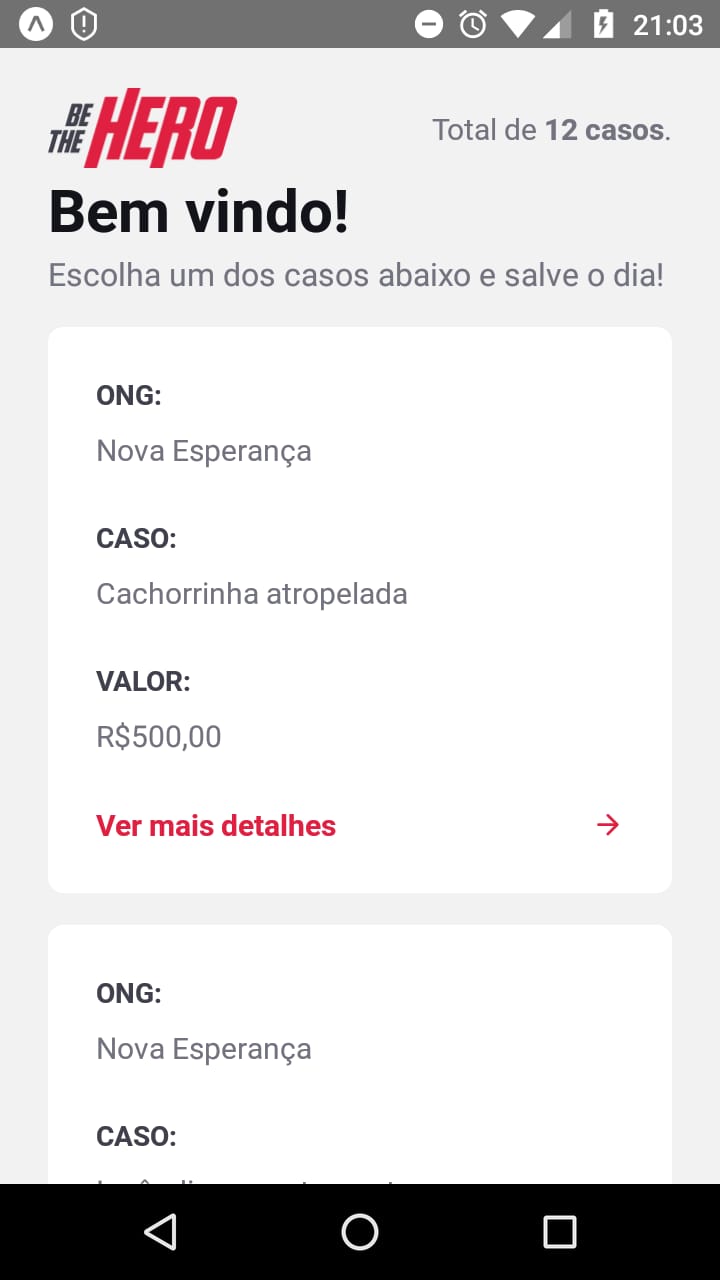 21:03
BE
THE HERO
Total de 12 casos.
Bem vindo!
Escolha um dos casos abaixo e salve o dia!
ONG:
Nova Esperança
CASO:
Cachorrinha atropelada
VALOR:
R$500,00
Ver mais detalhes
ONG:
Nova Esperança
CASO: